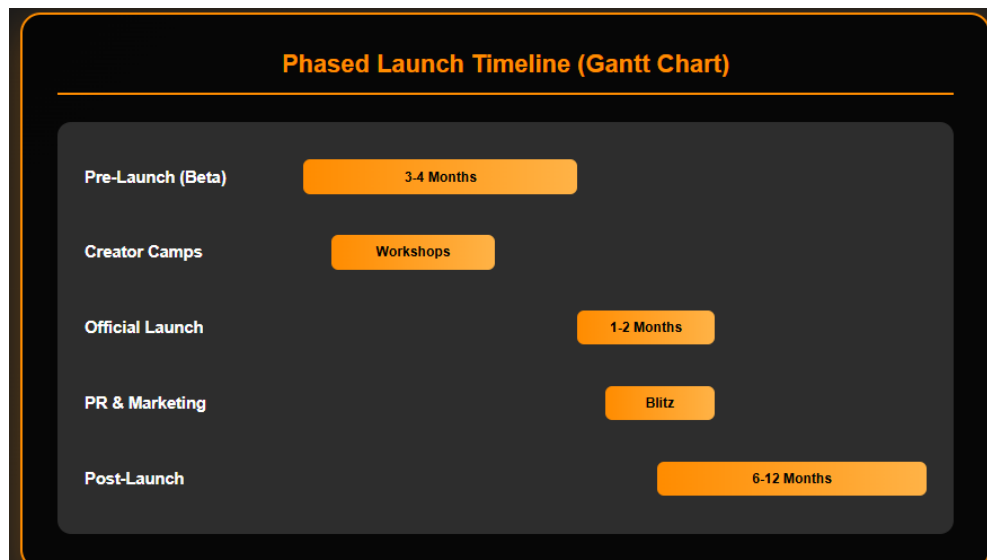 Phased Launch Timeline (Gantt Chart)
Pre-Launch (Beta) 3-4 Months
Creator Camps Workshops
Official Launch 1-2 Months
PR & Marketing Blitz
Post-Launch 6-12 Months